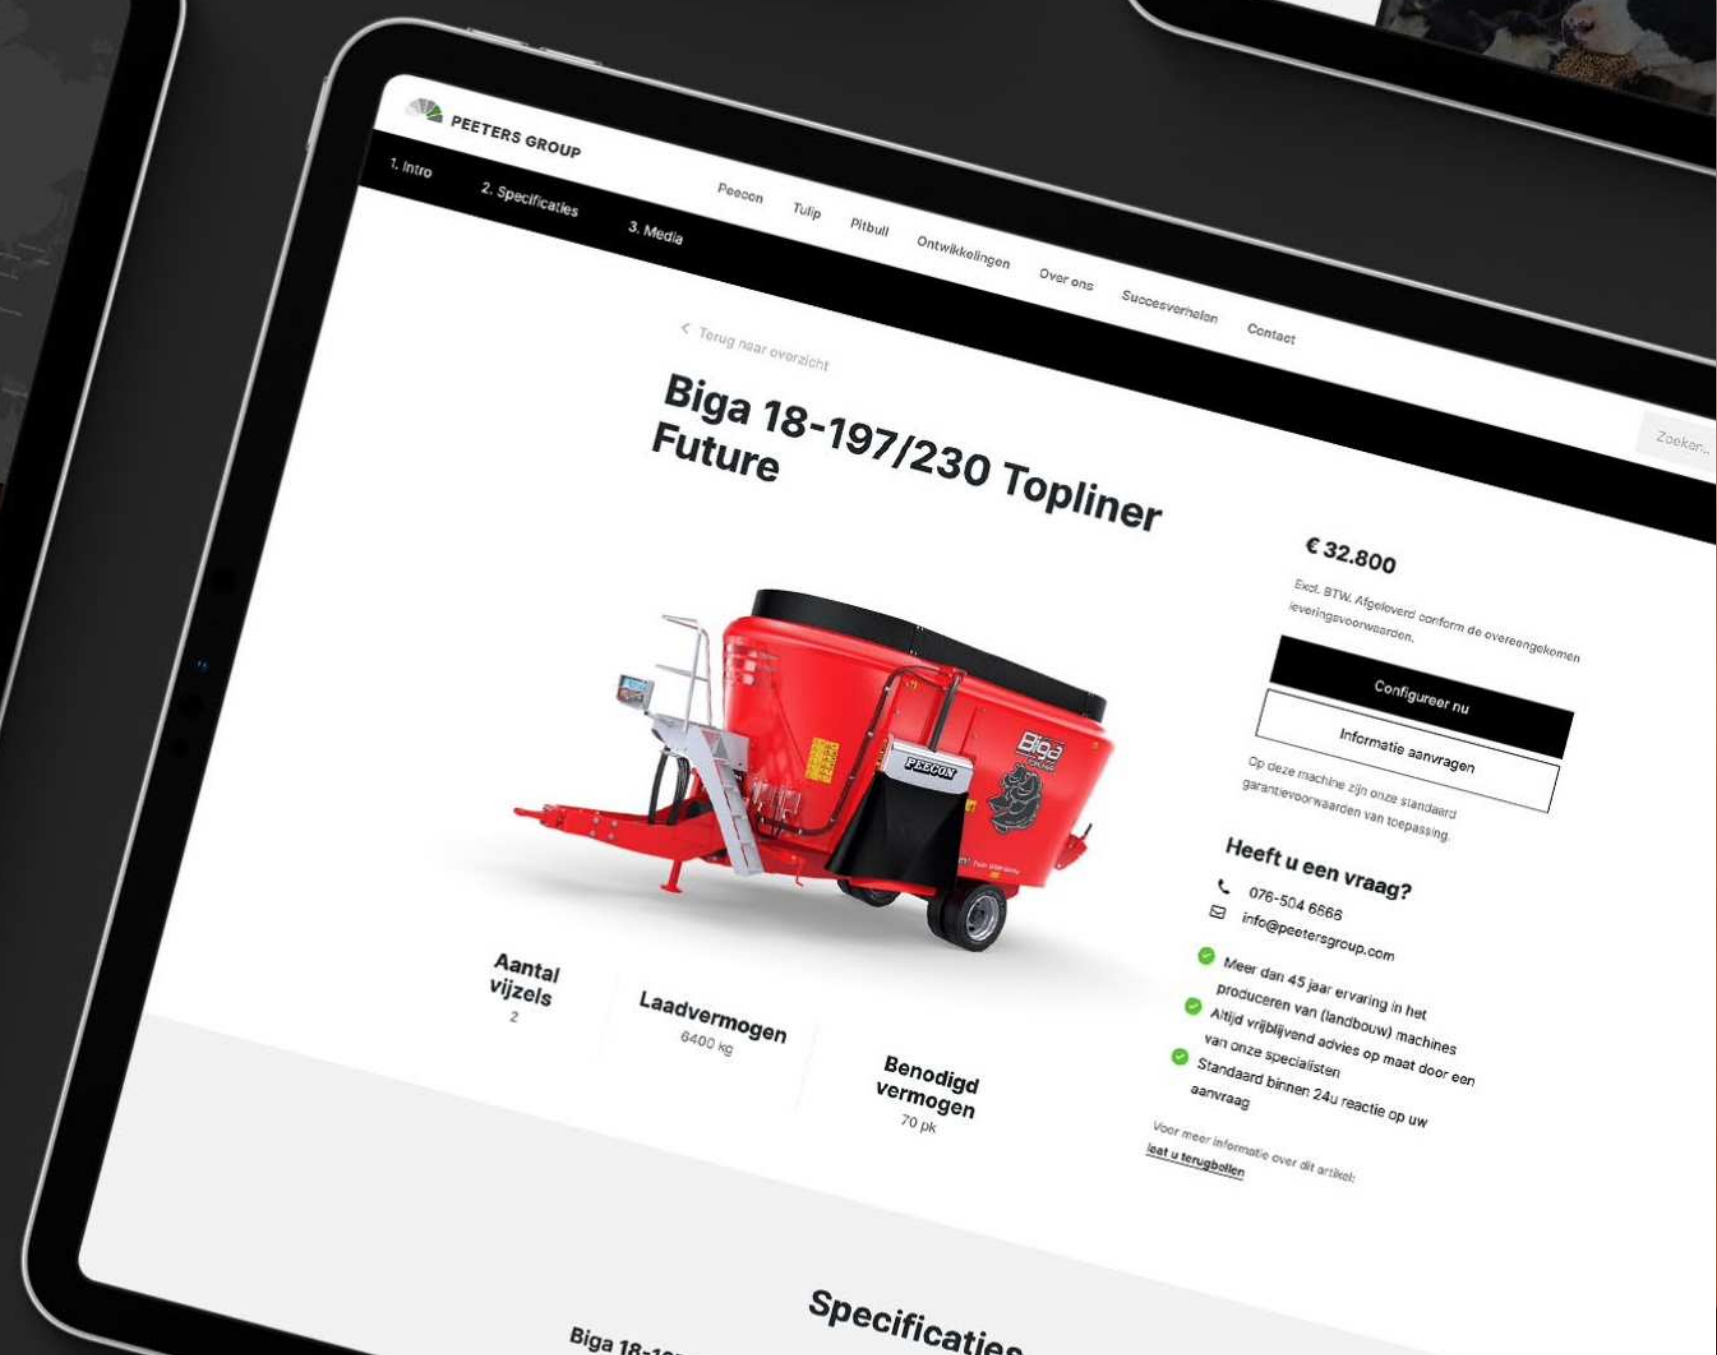 PEETERS GROUP
Peecon
Tulip
Pitbull
Ontwikkelingen
Over ons
Succesverhalen
Contact
Zoeken...
1. Intro
2. Specificaties
3. Media
Terug naar overzicht
Biga 18-197/230 Topliner
Future
€ 32.800
Excl. BTW. Afgeleverd conform de overeengekomen
leveringsvoorwaarden.
Configureer nu
Informatie aanvragen
Op deze machine zijn onze standaard
garantievoorwaarden van toepassing.
Heeft u een vraag?
076-504 6666
info@peetersgroup.com
Meer dan 45 jaar ervaring in het
produceren van (landbouw) machines
Altijd vrijblijvend advies op maat door een
van onze specialisten
Standaard binnen 24u reactie op uw
aanvraag
Voor meer informatie over dit artikel:
laat u terugbellen
Biga
PEECON
Aantal
vijzels
2
Laadvermogen
6400 kg
Benodigd
vermogen
70 pk
Specificaties